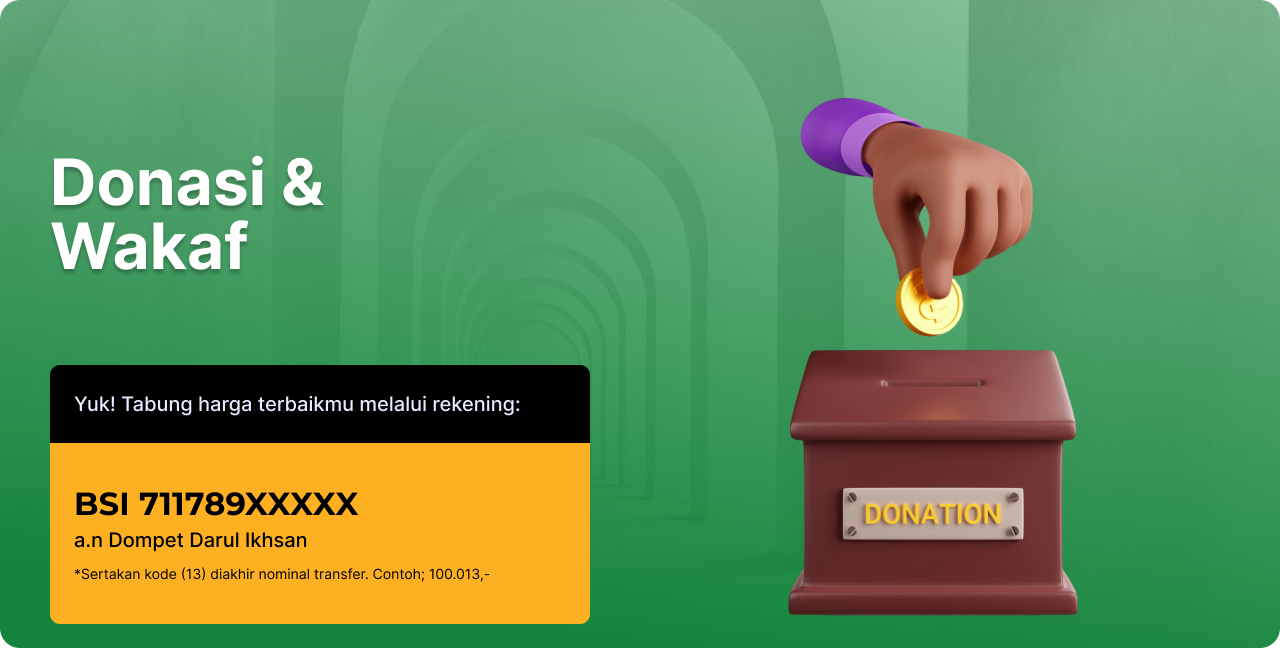 Donasi &
Wakaf
Yuk! Tabung harga terbaikmu melalui rekening:
BSI 711789XXXXX
a.n Dompet Darul Ikhsan
*Sertakan kode (13) diakhir nominal transfer. Contoh; 100.013,-
DONATION